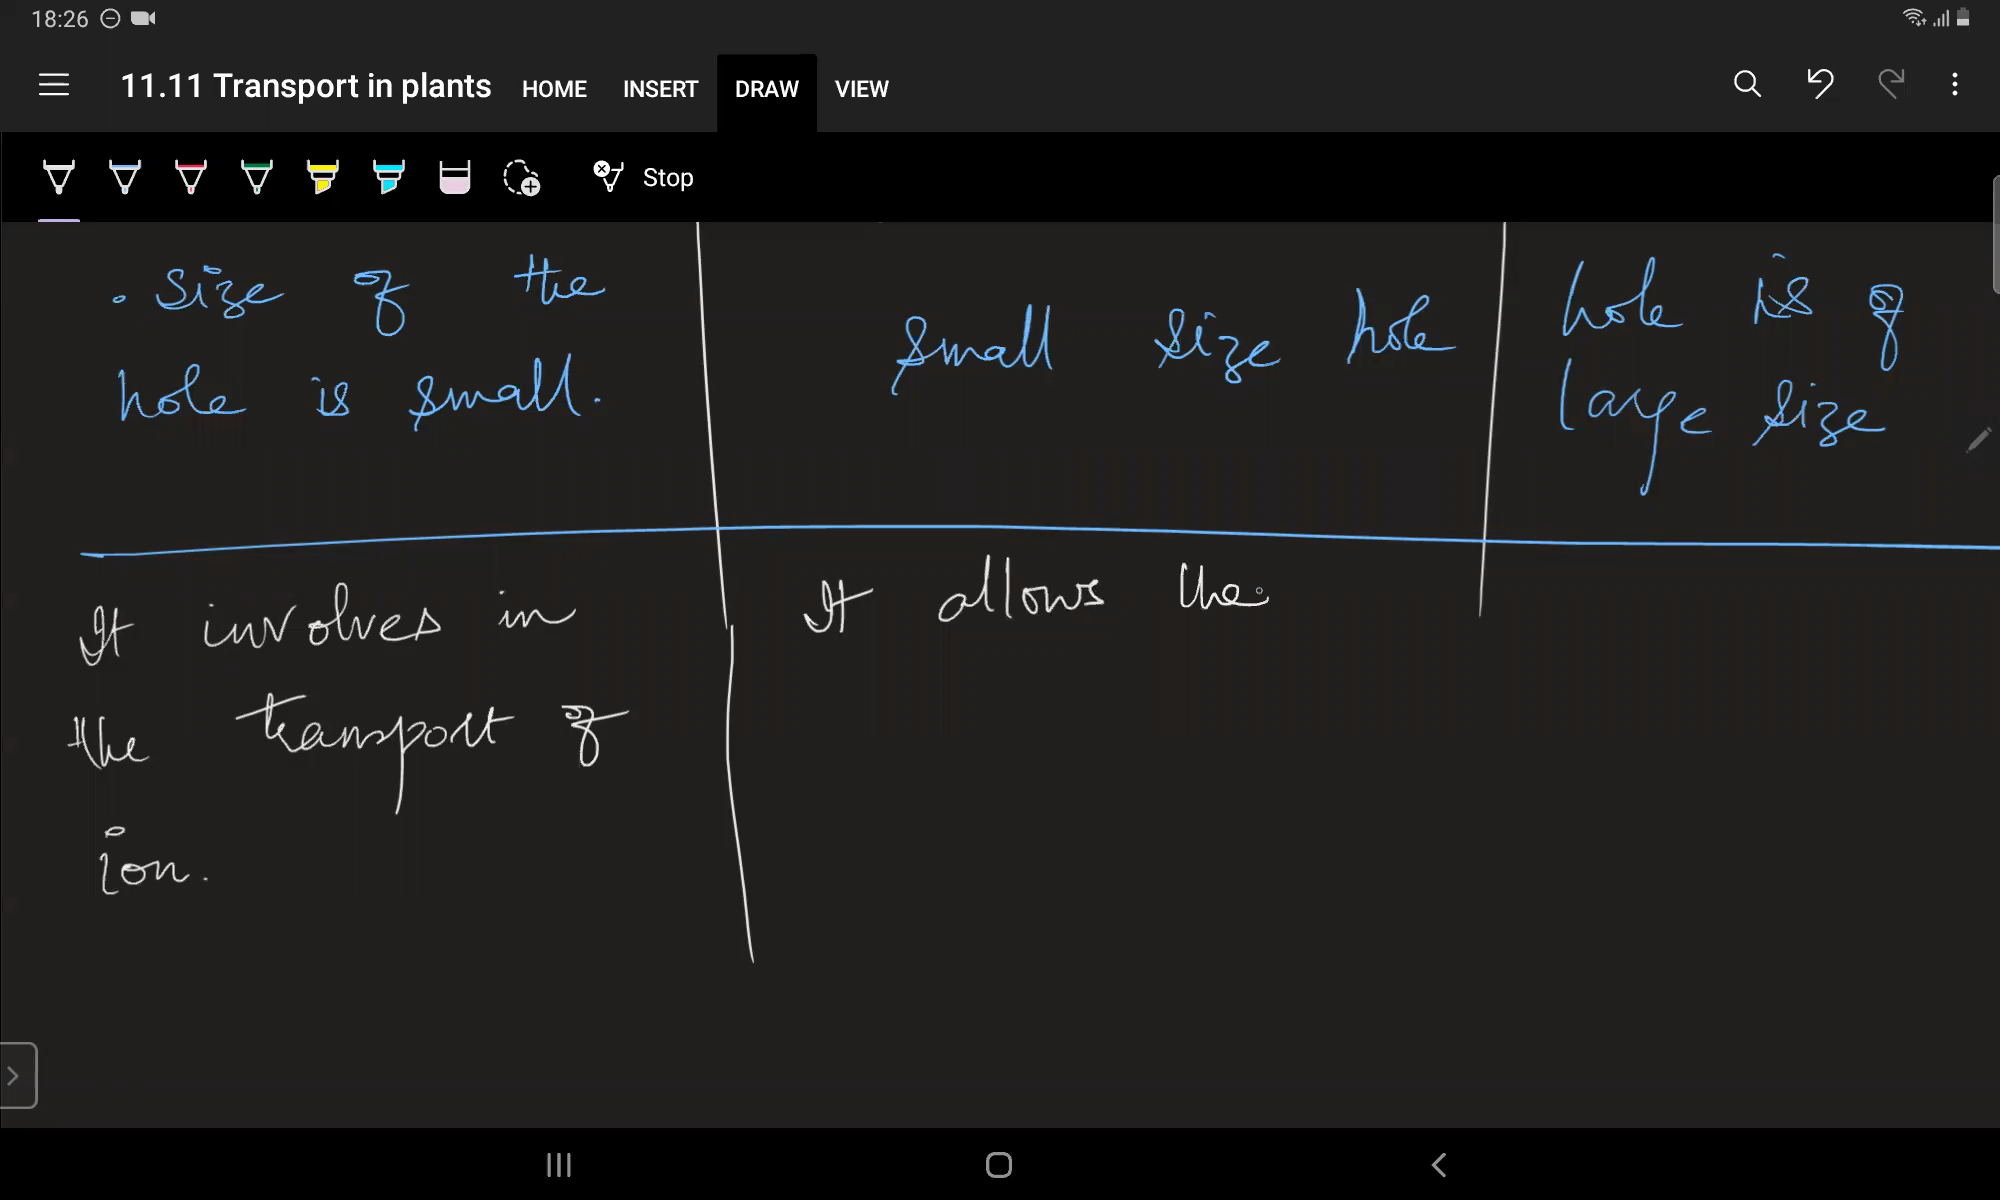 18:26
11.11 Transport in plants HOME INSERT DRAW VIEW
Stop
. Size of the
hole is small.
small size hole
hole is of
large size
It involves in
the transport of
ion.
It allows the